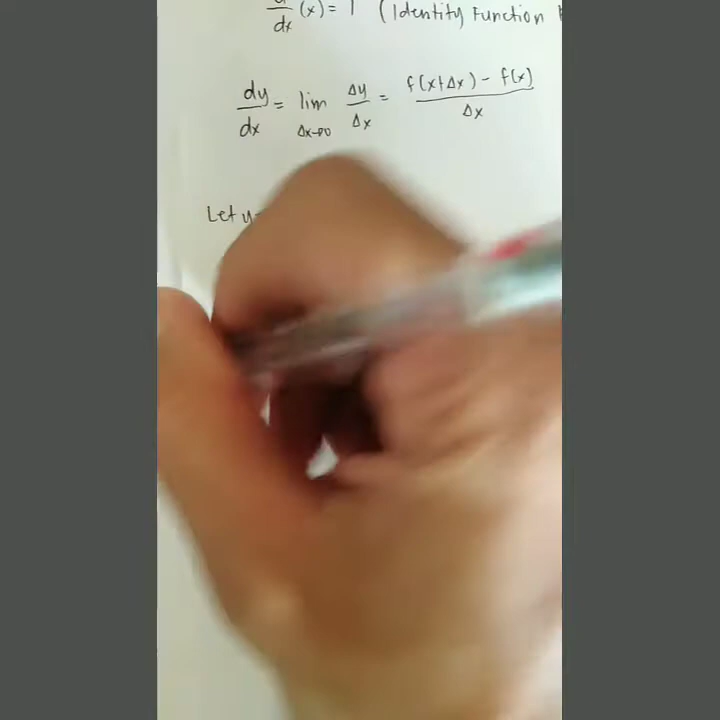 d/dx (x) = 1 (Identity Function
dy/dx = lim Δx→0 Δy/Δx = f(x+Δx) - f(x)/Δx
Let y=